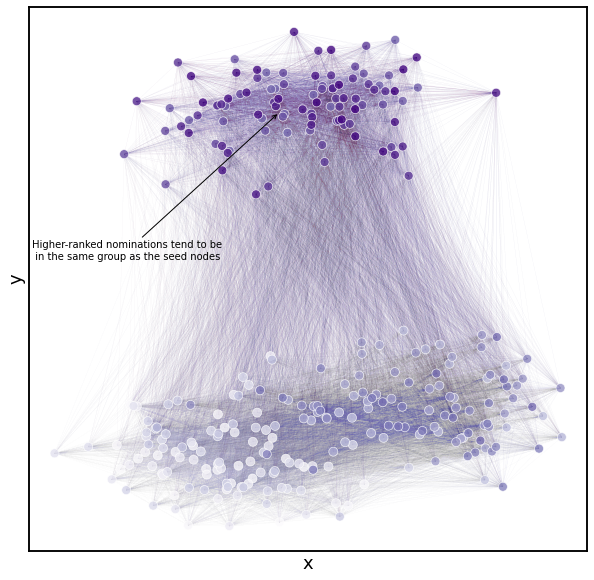 Higher-ranked nominations tend to be
in the same group as the seed nodes
y
x